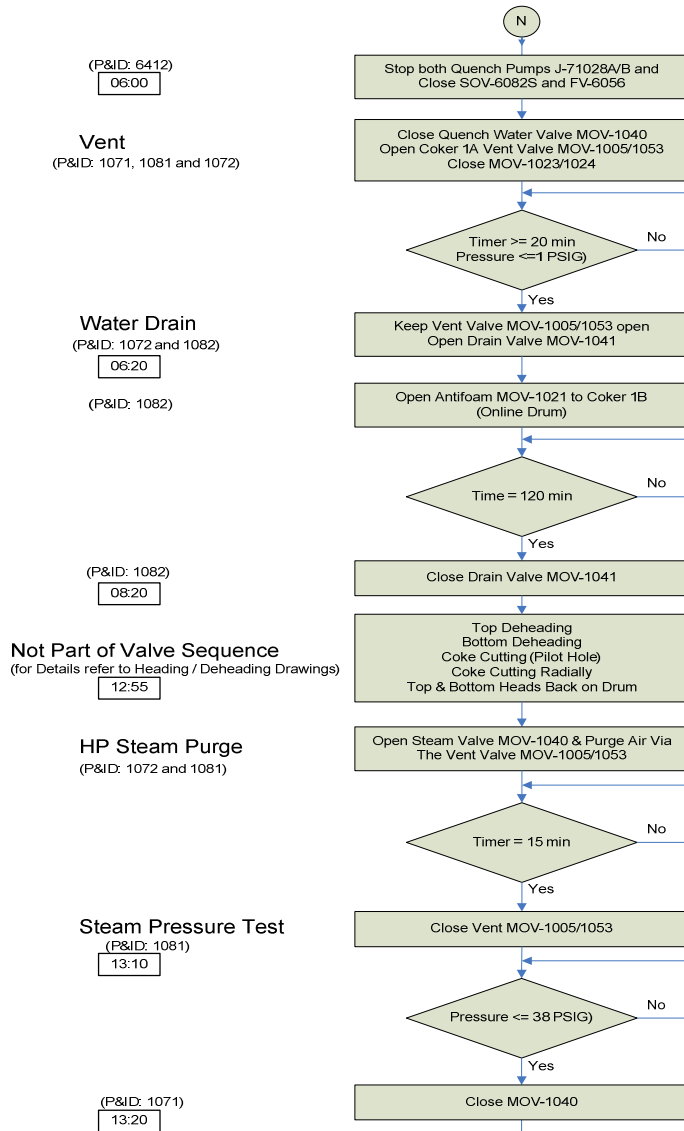 N
(P&ID: 6412)
06:00
Stop both Quench Pumps J-71028A/B and
Close SOV-6082S and FV-6056
Vent
(P&ID: 1071, 1081 and 1072)
Close Quench Water Valve MOV-1040
Open Coker 1A Vent Valve MOV-1005/1053
Close MOV-1023/1024
Timer >= 20 min
Pressure <=1 PSIG)
No
Yes
Water Drain
(P&ID: 1072 and 1082)
06:20
Keep Vent Valve MOV-1005/1053 open
Open Drain Valve MOV-1041
(P&ID: 1082)
Open Antifoam MOV-1021 to Coker 1B
(Online Drum)
Time = 120 min
No
Yes
(P&ID: 1082)
08:20
Close Drain Valve MOV-1041
Not Part of Valve Sequence
(for Details refer to Heading / Deheading Drawings)
12:55
Top Deheading
Bottom Deheading
Coke Cutting (Pilot Hole)
Coke Cutting Radially
Top & Bottom Heads Back on Drum
HP Steam Purge
(P&ID: 1072 and 1081)
Open Steam Valve MOV-1040 & Purge Air Via
The Vent Valve MOV-1005/1053
Timer = 15 min
No
Yes
Steam Pressure Test
(P&ID: 1081)
13:10
Close Vent MOV-1005/1053
Pressure <= 38 PSIG)
No
Yes
(P&ID: 1071)
13:20
Close MOV-1040